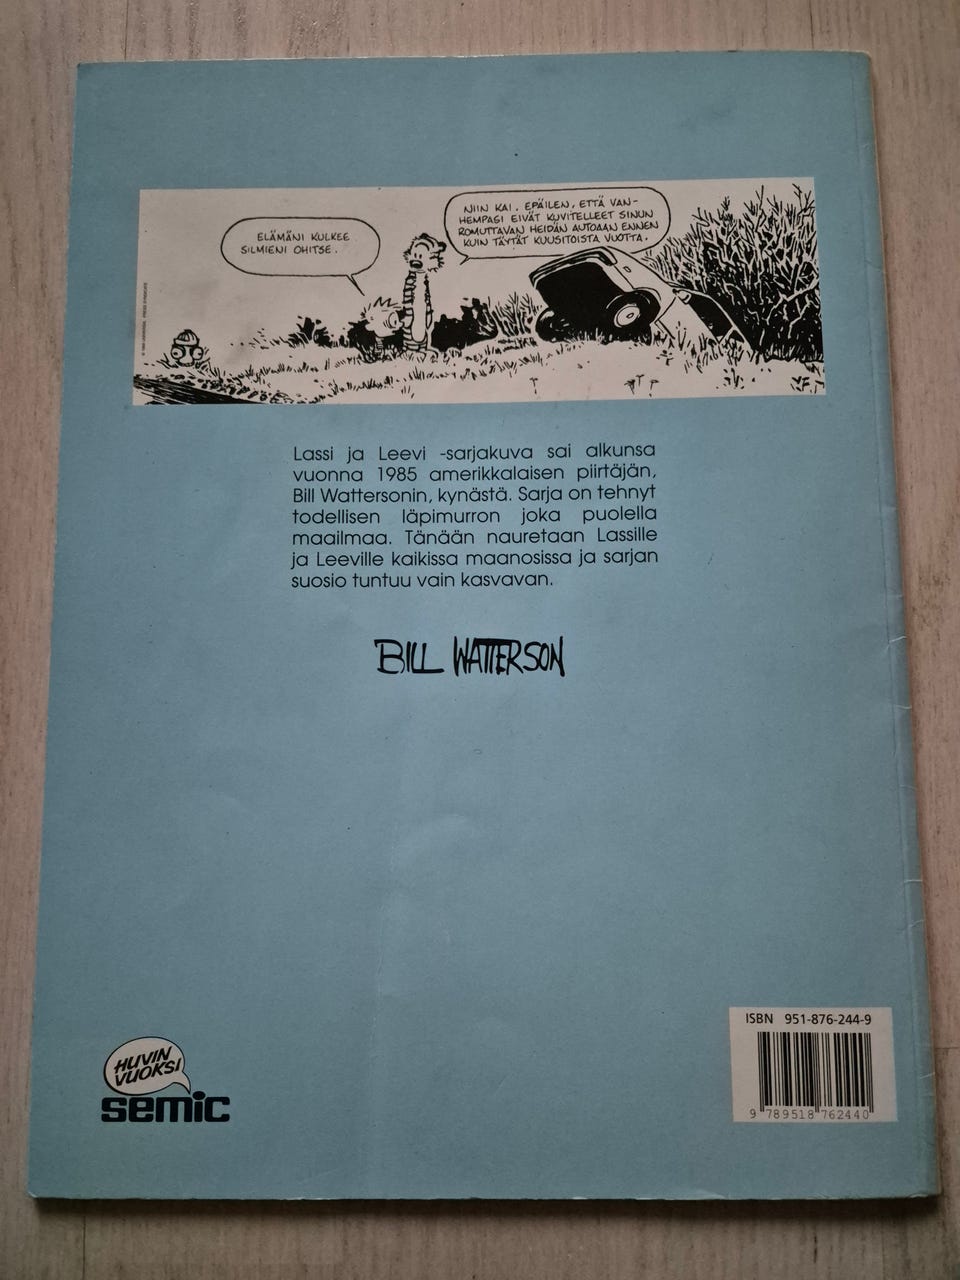 ELÄMÄNI KULKEE
SILMIENI OHITSE.
NIIN KAI. EPÄILEN, ETTÄ VAN-
HEMPASI EIVÄT KUVITELLEET SINUN
ROMUTTAVAN HEIDÄN AUTOAAN ENNEN
KUIN TÄYTÄT KUUSITOISTA VUOTTA.
Lassi ja Leevi -sarjakuva sai alkunsa
vuonna 1985 amerikkalaisen piirtäjän,
Bill Wattersonin, kynästä. Sarja on tehnyt
todellisen läpimurron joka puolella
maailmaa. Tänään nauretaan Lassille
ja Leeville kaikissa maanosissa ja sarjan
suosio tuntuu vain kasvavan.
BILL WATTERSON
HUVIN
VUOKSI
semic
ISBN 951-876-244-9
9 789518 762440